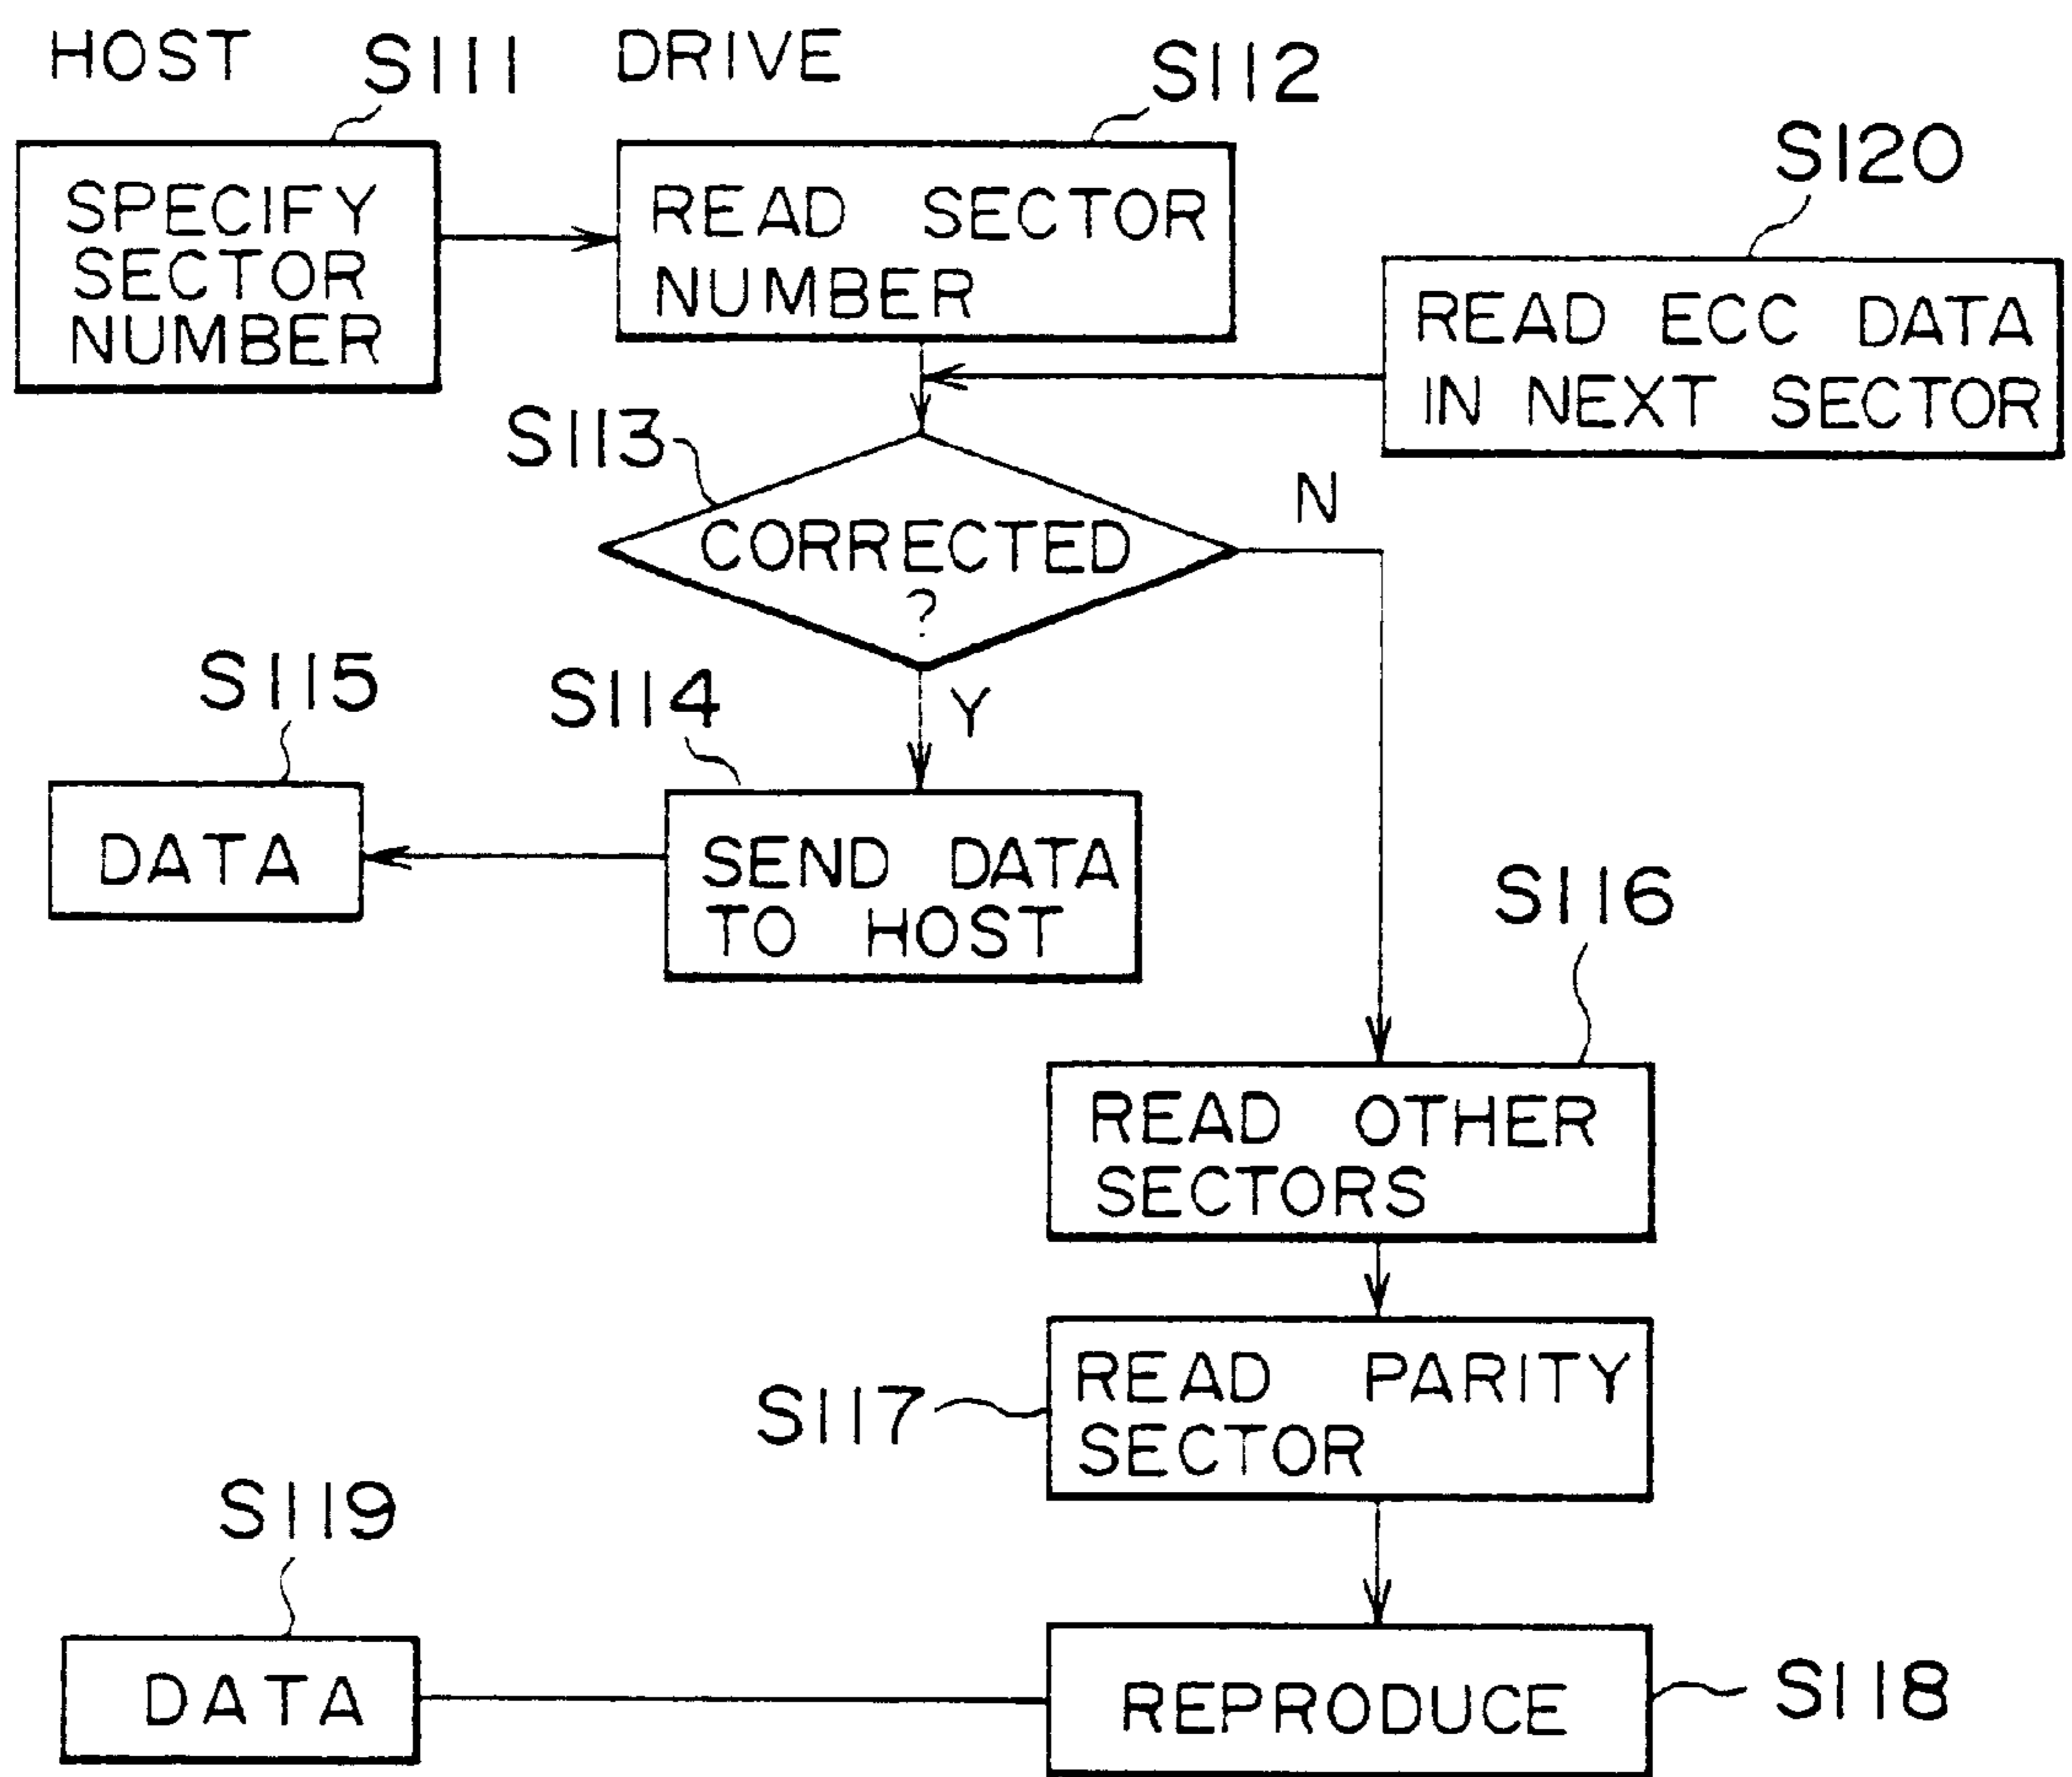 HOST
S111
DRIVE
S112
S120
SPECIFY
SECTOR
NUMBER
READ SECTOR
NUMBER
READ ECC DATA
IN NEXT SECTOR
S113
N
CORRECTED
?
S115
S114
Y
DATA
SEND DATA
TO HOST
S116
READ OTHER
SECTORS
S117
READ PARITY
SECTOR
S119
DATA
REPRODUCE
S118